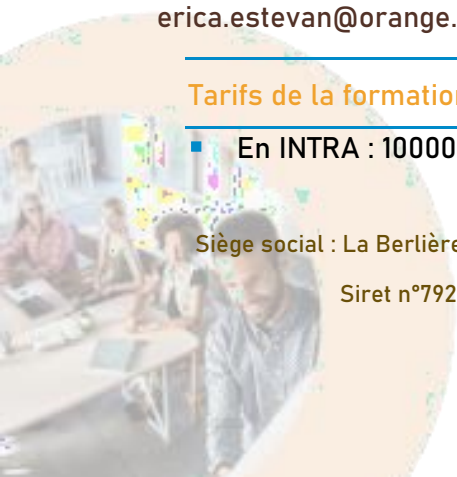 erica.estevan@orange.
Tarifs de la formation
En INTRA : 10000
Siège social : La Berlière
Siret n°792